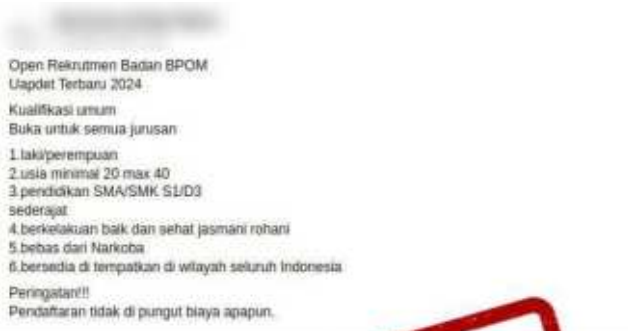 Open Rekrutmen Badan BPOM
Uapdet Terbaru 2024
Kualifikasi umum
Buka untuk semua jurusan
1.laki/perempuan
2.usia minimal 20 max 40
3.pendidikan SMA/SMK S1/D3
sederajat
4.berkelakuan baik dan sehat jasmani rohani
5.bebas dari Narkoba
6.bersedia di tempatkan di wilayah seluruh Indonesia
Peringatan!!!
Pendaftaran tidak di pungut biaya apapun.